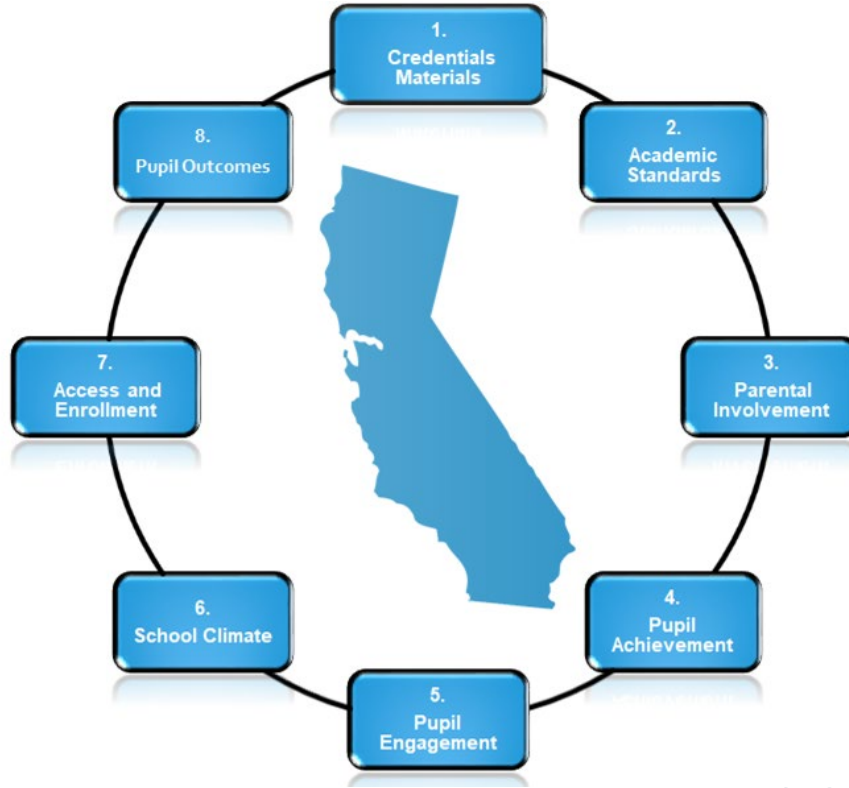 1.
Credentials
Materials
2.
Academic
Standards
3.
Parental
Involvement
4.
Pupil
Achievement
5.
Pupil
Engagement
6.
School Climate
7.
Access and
Enrollment
8.
Pupil Outcomes